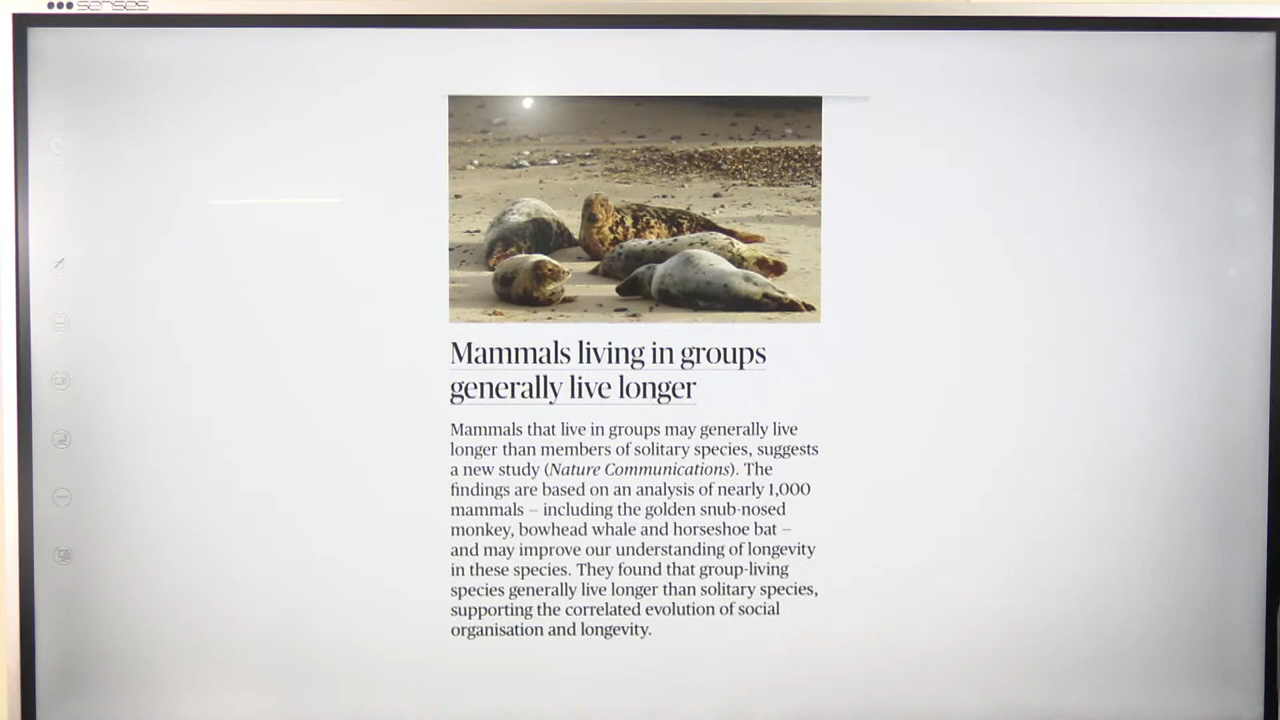 senses
Mammals living in groups
generally live longer
Mammals that live in groups may generally live
longer than members of solitary species, suggests
a new study (Nature Communications). The
findings are based on an analysis of nearly 1,000
mammals – including the golden snub-nosed
monkey, bowhead whale and horseshoe bat –
and may improve our understanding of longevity
in these species. They found that group-living
species generally live longer than solitary species,
supporting the correlated evolution of social
organisation and longevity.